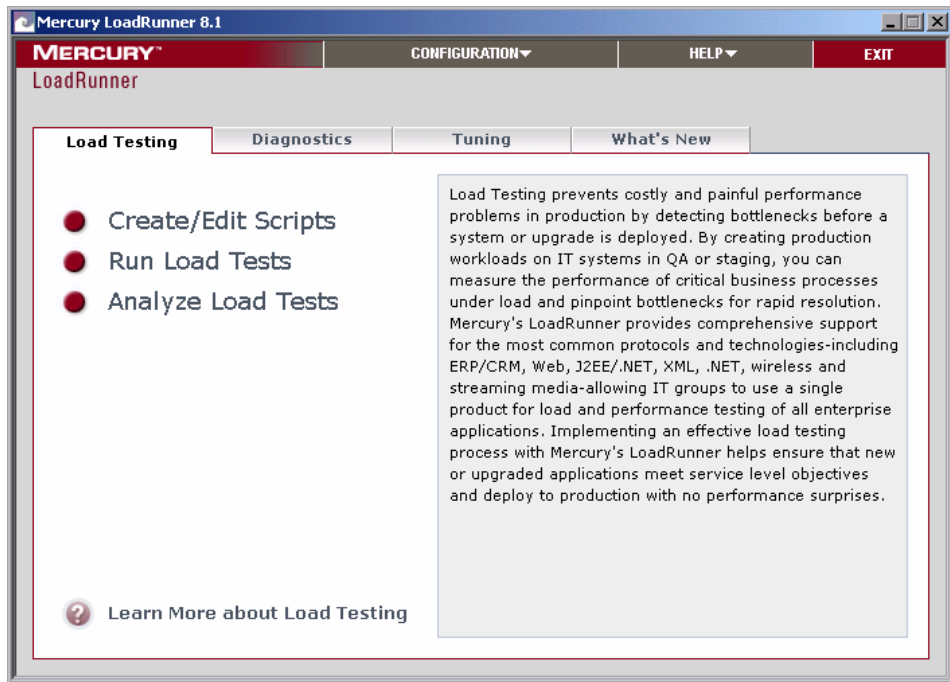 Mercury LoadRunner 8.1
MERCURY™
CONFIGURATION
HELP
EXIT
LoadRunner
Load Testing
Diagnostics
Tuning
What's New
Create/Edit Scripts
Run Load Tests
Analyze Load Tests
Load Testing prevents costly and painful performance
problems in production by detecting bottlenecks before a
system or upgrade is deployed. By creating production
workloads on IT systems in QA or staging, you can
measure the performance of critical business processes
under load and pinpoint bottlenecks for rapid resolution.
Mercury's LoadRunner provides comprehensive support
for the most common protocols and technologies-including
ERP/CRM, Web, J2EE/.NET, XML, .NET, wireless and
streaming media-allowing IT groups to use a single
product for load and performance testing of all enterprise
applications. Implementing an effective load testing
process with Mercury's LoadRunner helps ensure that new
or upgraded applications meet service level objectives
and deploy to production with no performance surprises.
? Learn More about Load Testing